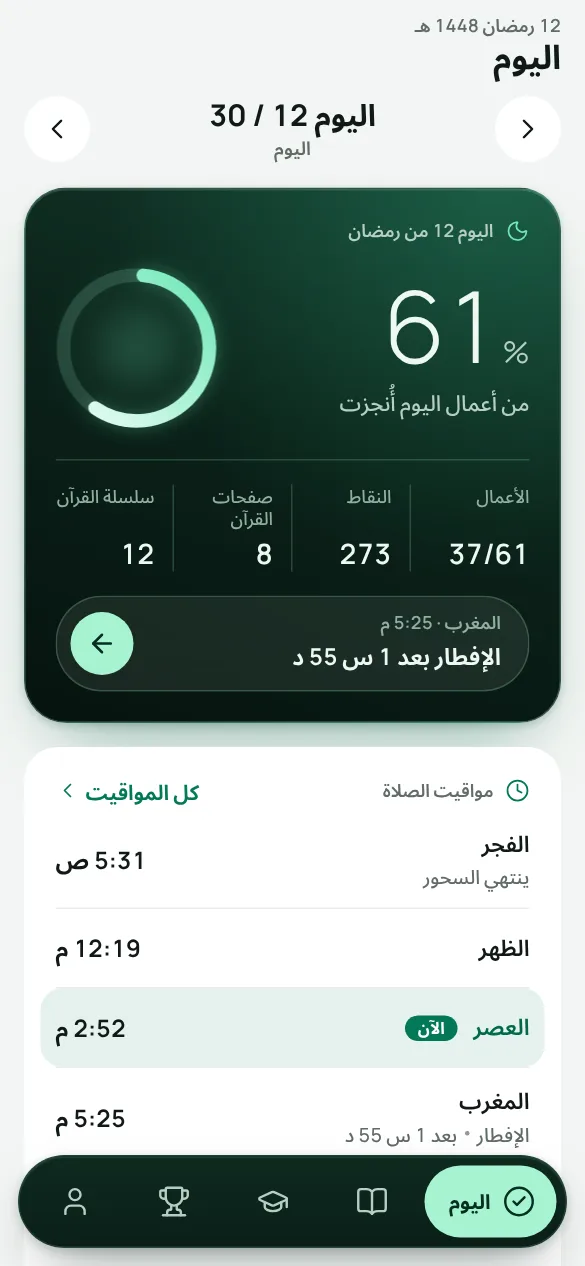 12 رمضان 1448 هـ
اليوم
اليوم 12 / 30
اليوم
اليوم 12 من رمضان
61%
من أعمال اليوم أُنجزت
الأعمال
37/61
النقاط
273
صفحات
القرآن
8
سلسلة القرآن
12
المغرب · 5:25 م
الإفطار بعد 1 س 55 د
مواقيت الصلاة
كل المواقيت
الفجر
ينتهي السحور
5:31 ص
الظهر
12:19 م
العصر الآن
2:52 م
المغرب
الإفطار • بعد 1 س 55 د
5:25 م
اليوم